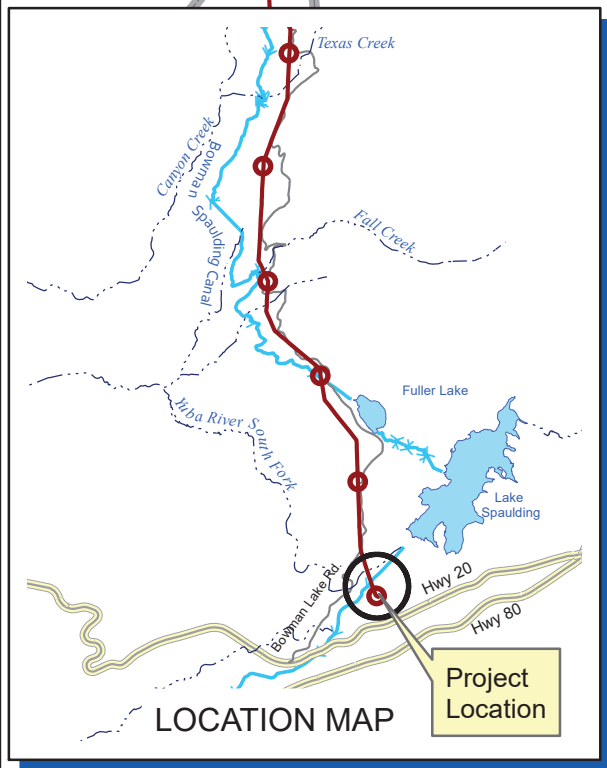 Texas Creek
Canyon Creek
Bowman Spaulding Canal
Fall Creek
Fuller Lake
Yuba River South Fork
Lake
Spaulding
Bowman Lake Rd.
Hwy 20
Hwy 80
Project
Location
LOCATION MAP